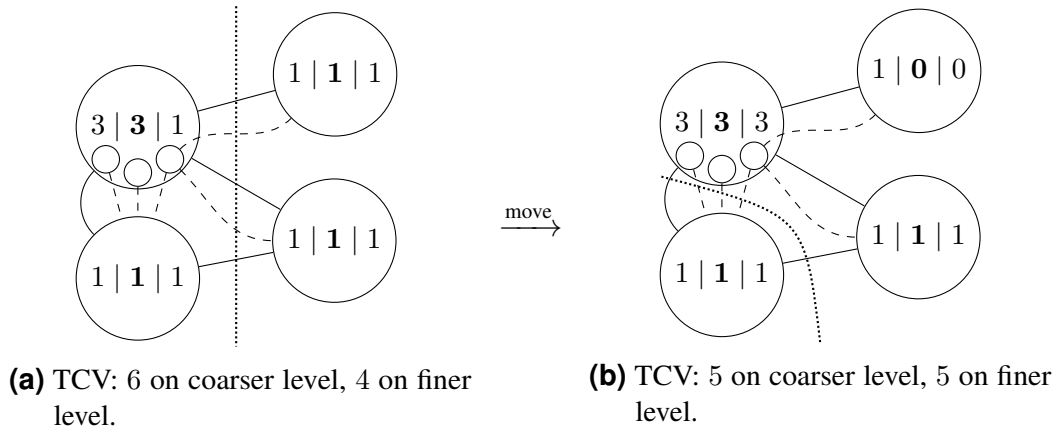 1 | 1 | 1
3 | 3 | 1
1 | 1 | 1
1 | 1 | 1
move
1 | 0 | 0
3 | 3 | 3
1 | 1 | 1
1 | 1 | 1
(a) TCV: 6 on coarser level, 4 on finer
level.
(b) TCV: 5 on coarser level, 5 on finer
level.